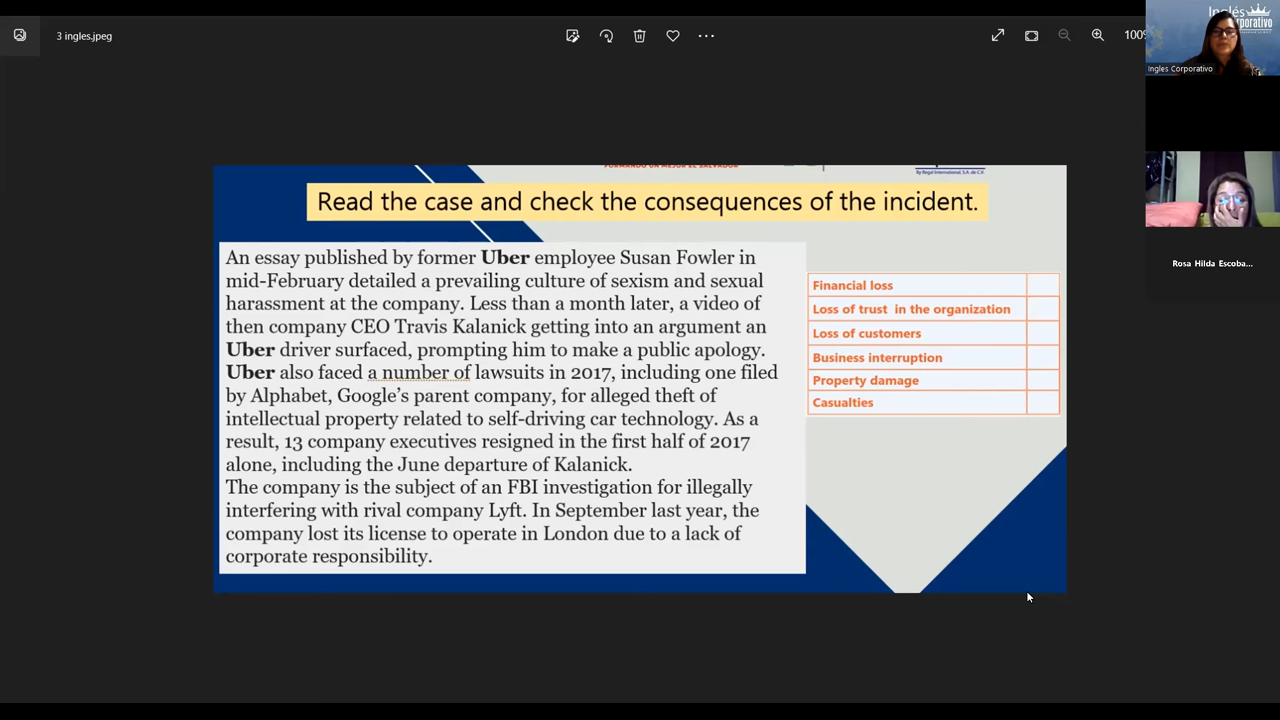 3 ingles.jpeg
100%
Inglés
Corporativo
Ingles Corporativo
By Regal International, S.A. de C.V.
Read the case and check the consequences of the incident.
An essay published by former Uber employee Susan Fowler in
mid-February detailed a prevailing culture of sexism and sexual
harassment at the company. Less than a month later, a video of
then company CEO Travis Kalanick getting into an argument an
Uber driver surfaced, prompting him to make a public apology.
Uber also faced a number of lawsuits in 2017, including one filed
by Alphabet, Google’s parent company, for alleged theft of
intellectual property related to self-driving car technology. As a
result, 13 company executives resigned in the first half of 2017
alone, including the June departure of Kalanick.
The company is the subject of an FBI investigation for illegally
interfering with rival company Lyft. In September last year, the
company lost its license to operate in London due to a lack of
corporate responsibility.
Financial loss
Loss of trust in the organization
Loss of customers
Business interruption
Property damage
Casualties
Rosa Hilda Escoba...